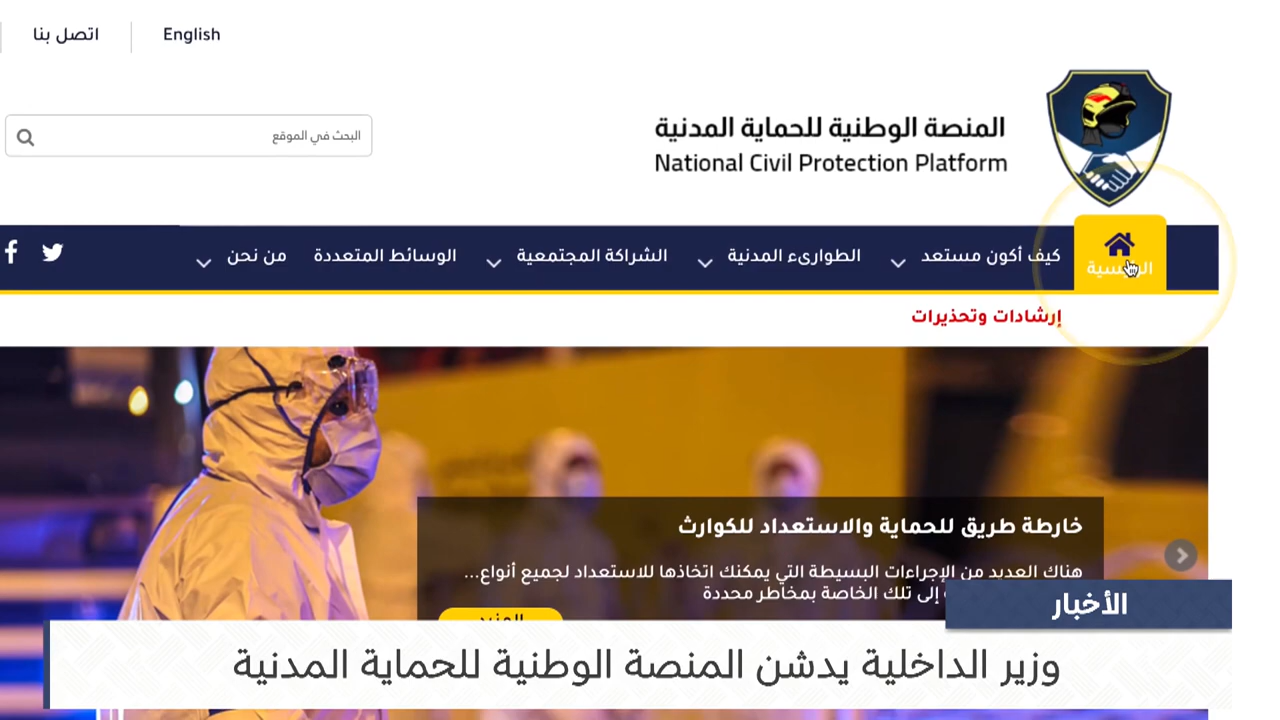 English
اتصل بنا
المنصة الوطنية للحماية المدنية
National Civil Protection Platform
البحث في الموقع
كيف أكون مستعد
الطوارىء المدنية
الشراكة المجتمعية
الوسائط المتعددة
من نحن
إرشادات وتحذيرات
خارطة طريق للحماية والاستعداد للكوارث
هناك العديد من الإجراءات البسيطة التي يمكنك اتخاذها للاستعداد لجميع أنواع...
إلى تلك الخاصة بمخاطر محددة
الأخبار
وزير الداخلية يدشن المنصة الوطنية للحماية المدنية